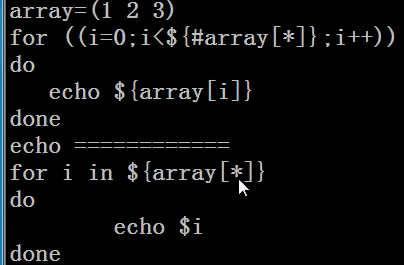 array=(1 2 3)
for ((i=0;i<${#array[*]};i++))
do
   echo ${array[i]}
done
echo ============
for i in ${array[*]}
do
        echo $i
done